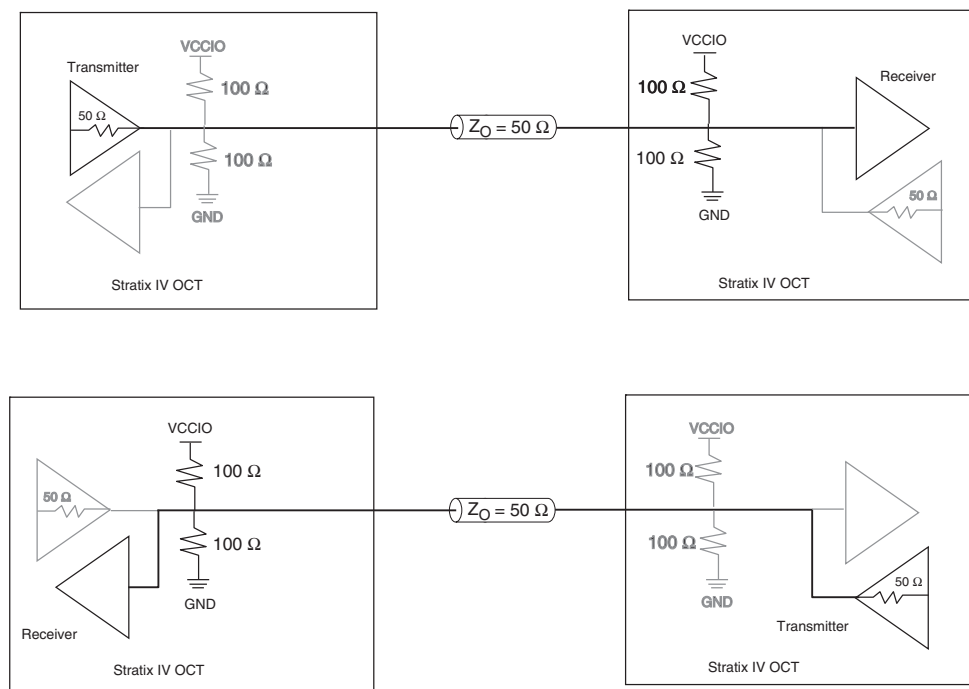 VCCIO
Transmitter
100 Ω
50 Ω
100 Ω
GND
Stratix IV OCT
Z_O = 50 Ω
VCCIO
Receiver
100 Ω
100 Ω
GND
50 Ω
Stratix IV OCT
VCCIO
50 Ω
100 Ω
100 Ω
GND
Receiver
Stratix IV OCT
Z_O = 50 Ω
VCCIO
100 Ω
100 Ω
GND
50 Ω
Transmitter
Stratix IV OCT